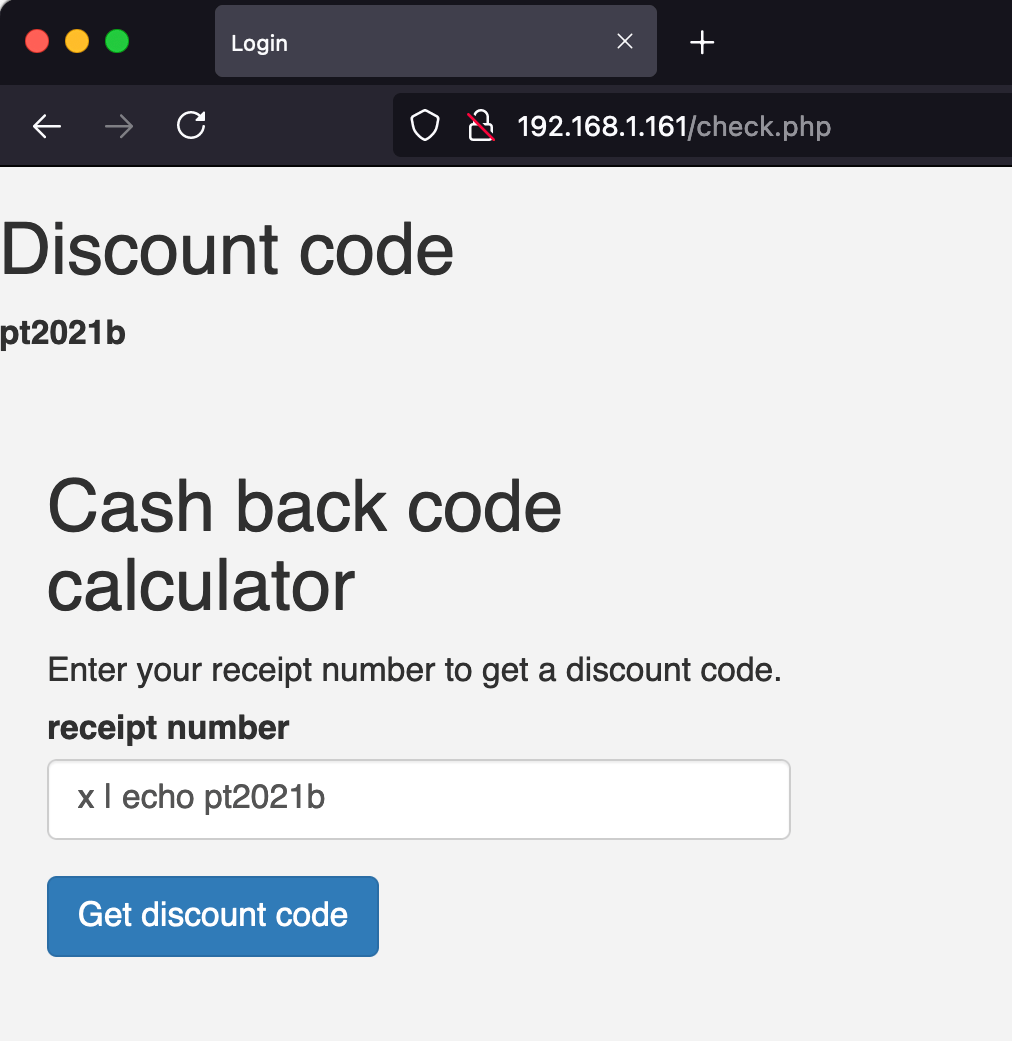 Login
192.168.1.161/check.php
Discount code
pt2021b
Cash back code
calculator
Enter your receipt number to get a discount code.
receipt number
x | echo pt2021b
Get discount code